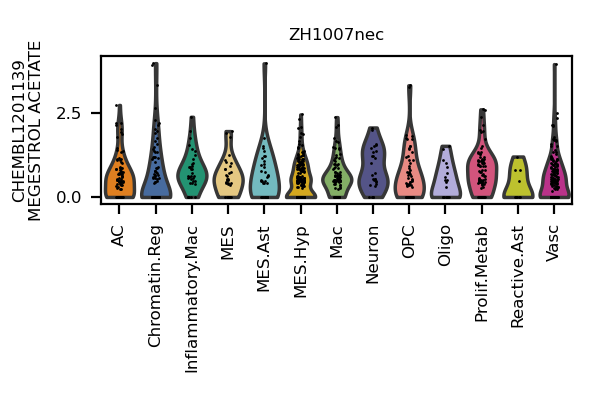 ZH1007nec
CHEMBL1201139
MEGESTROL ACETATE
2.5
0.0
AC
Chromatin.Reg
Inflammatory.Mac
MES
MES.Ast
MES.Hyp
Mac
Neuron
OPC
Oligo
Prolif.Metab
Reactive.Ast
Vasc